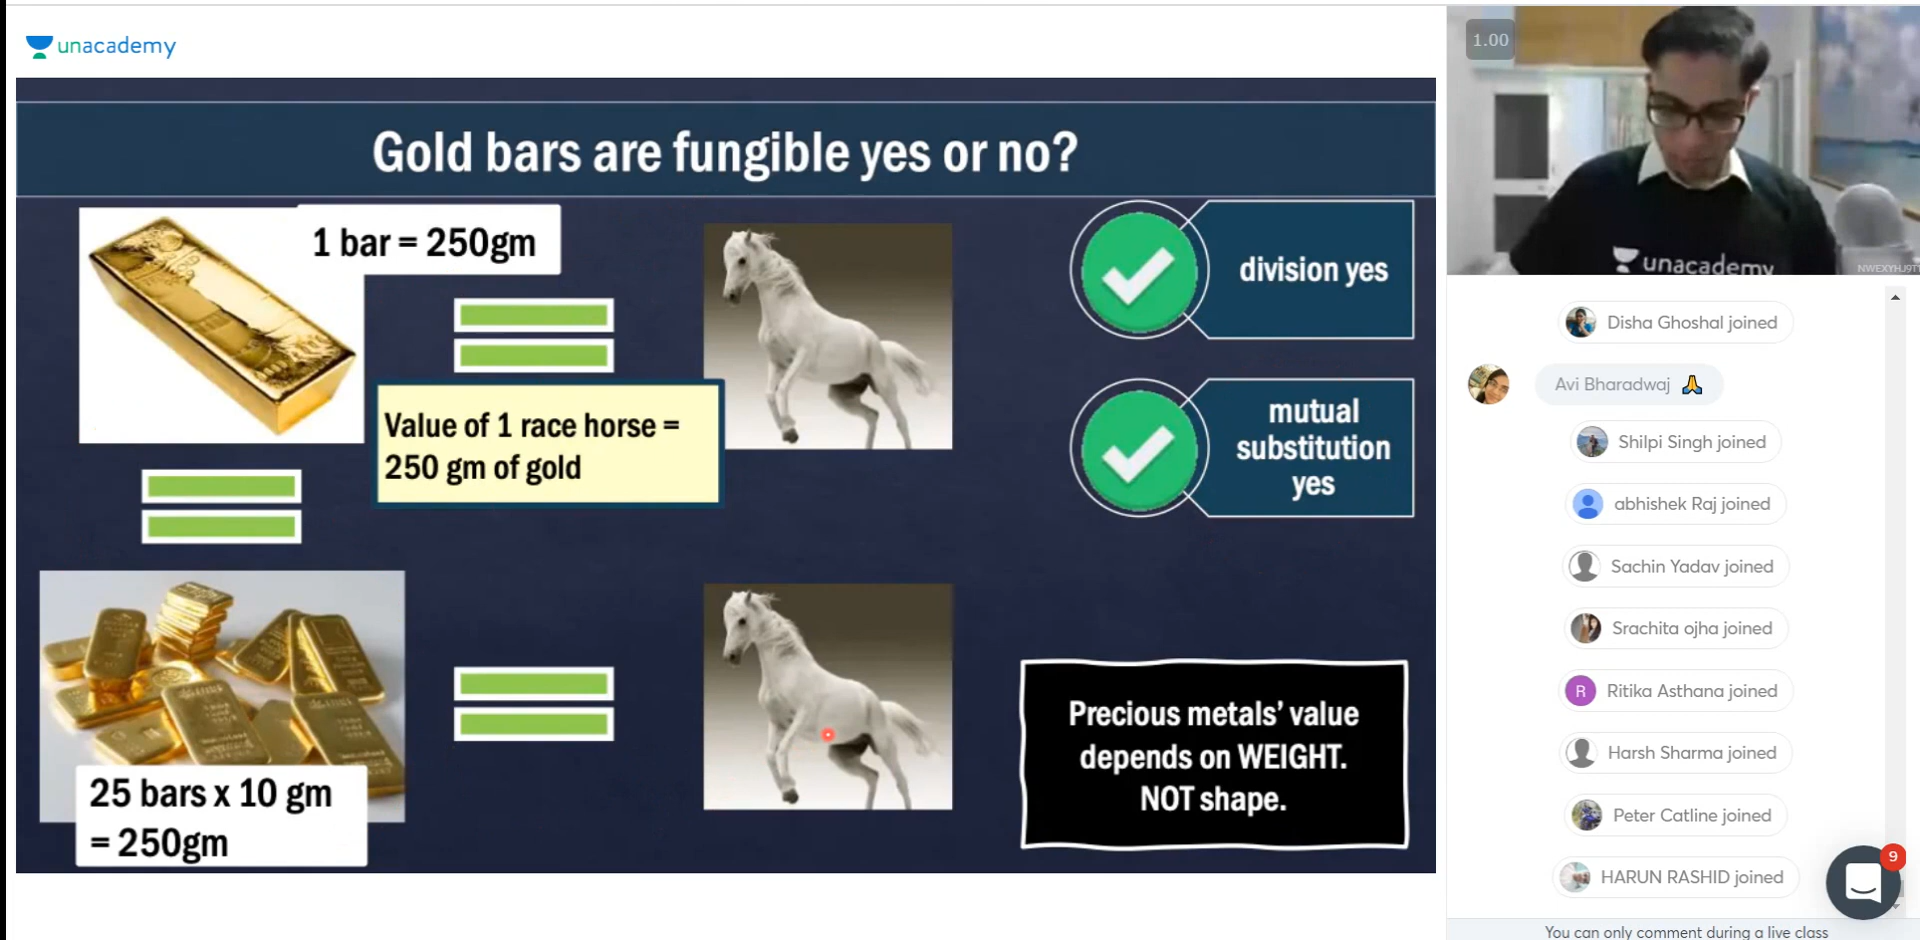 unacademy
Gold bars are fungible yes or no?
1 bar = 250gm
division yes
Value of 1 race horse =
250 gm of gold
mutual
substitution
yes
25 bars x 10 gm
= 250gm
Precious metals' value
depends on WEIGHT.
NOT shape.
1.00
unacademy
Disha Ghoshal joined
Avi Bharadwaj 🙏
Shilpi Singh joined
abhishek Raj joined
Sachin Yadav joined
Srachita ojha joined
R Ritika Asthana joined
Harsh Sharma joined
Peter Catline joined
9
HARUN RASHID joined
You can only comment during a live class